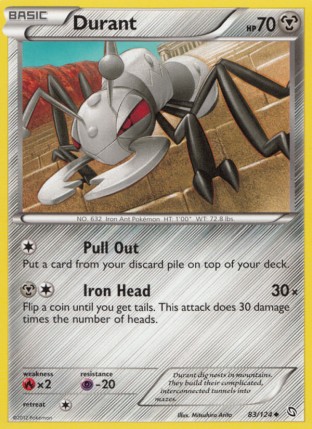 BASIC
Durant HP70
NO. 632 Iron Ant Pokémon HT: 1'00" WT: 72.8 lbs.
Pull Out
Put a card from your discard pile on top of your deck.
Iron Head 30×
Flip a coin until you get tails. This attack does 30 damage
times the number of heads.
weakness resistance
×2 -20
retreat
Durant dig nests in mountains.
They build their complicated,
interconnected tunnels into
mazes.
©2012 Pokémon Illus. Mitsuhiro Arita 83/124